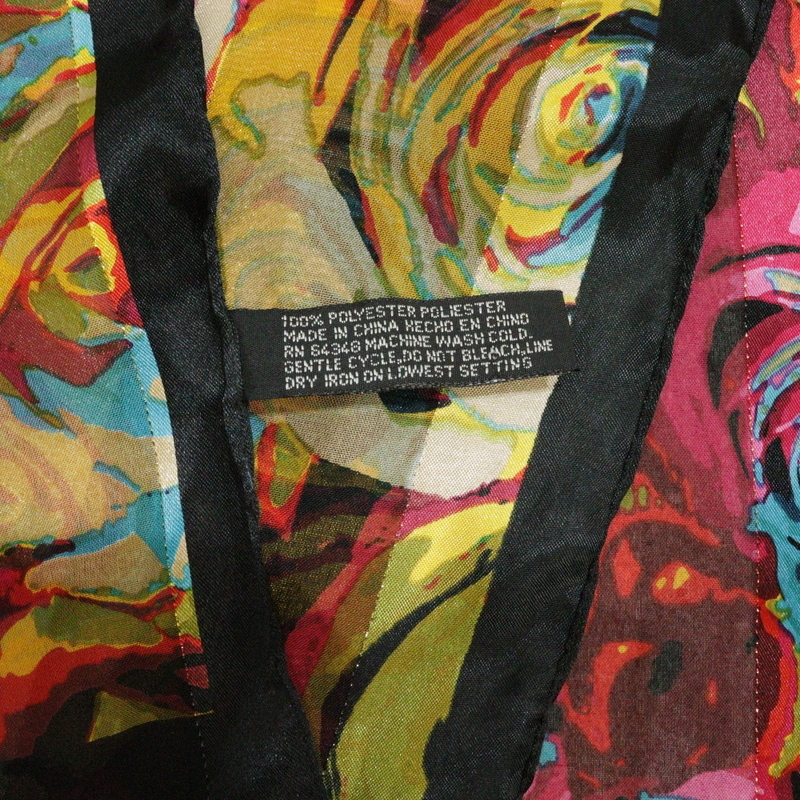 100% POLYESTER POLIESTER
MADE IN CHINA HECHO EN CHINO
RN 64348 MACHINE WASH COLD,
GENTLE CYCLE,DO NOT BLEACH,LINE
DRY IRON ON LOWEST SETTING